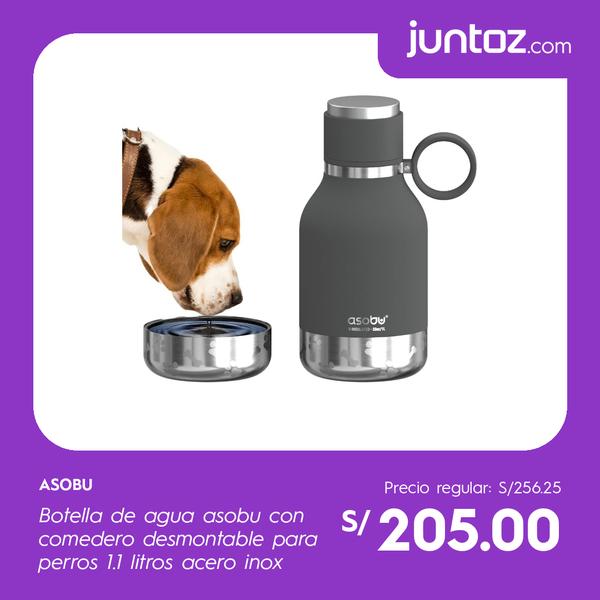 juntoz.com
asobu®
ASOBU
Botella de agua asobu con
comedero desmontable para
perros 1.1 litros acero inox
Precio regular: S/256.25
S/205.00